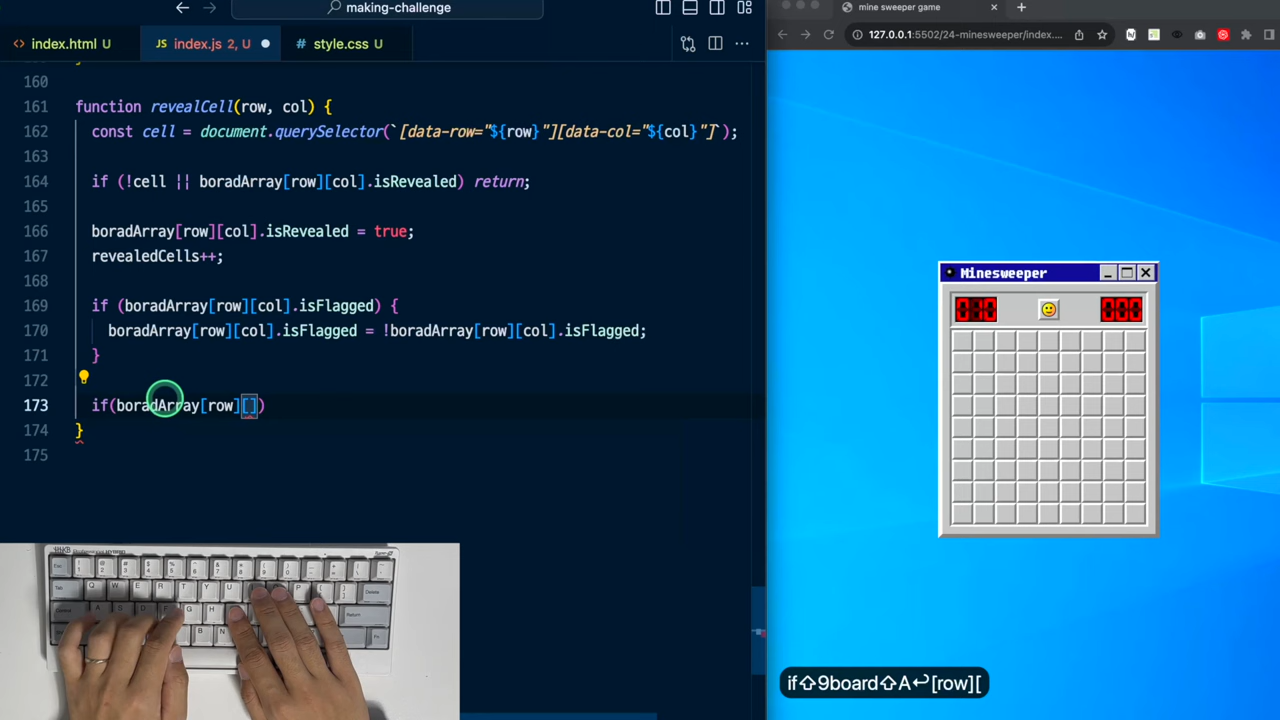 making-challenge
index.html U
JS index.js 2, U
# style.css U
160
161 function revealCell(row, col) {
162 const cell = document.querySelector(`[data-row="${row}"][data-col="${col}"]`);
163
164 if (!cell || boradArray[row][col].isRevealed) return;
165
166 boradArray[row][col].isRevealed = true;
167 revealedCells++;
168
169 if (boradArray[row][col].isFlagged) {
170 boradArray[row][col].isFlagged = !boradArray[row][col].isFlagged;
171 }
172
173 if(boradArray[row][])
174 }
175
mine sweeper game
127.0.0.1:5502/24-minesweeper/index....
Minesweeper
000
if⇧9board⇧A↩[row][